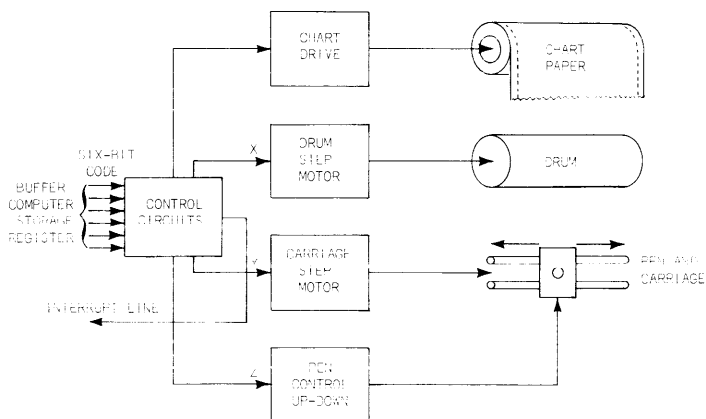 CHART
DRIVE
CHART
PAPER
SIX-BIT
CODE
X
DRUM
STEP
MOTOR
DRUM
BUFFER
COMPUTER
STORAGE
REGISTER
CONTROL
CIRCUITS
Y
CARRIAGE
STEP
MOTOR
C
PEN AND
CARRIAGE
INTERRUPT LINE
Z
PEN
CONTROL
UP-DOWN